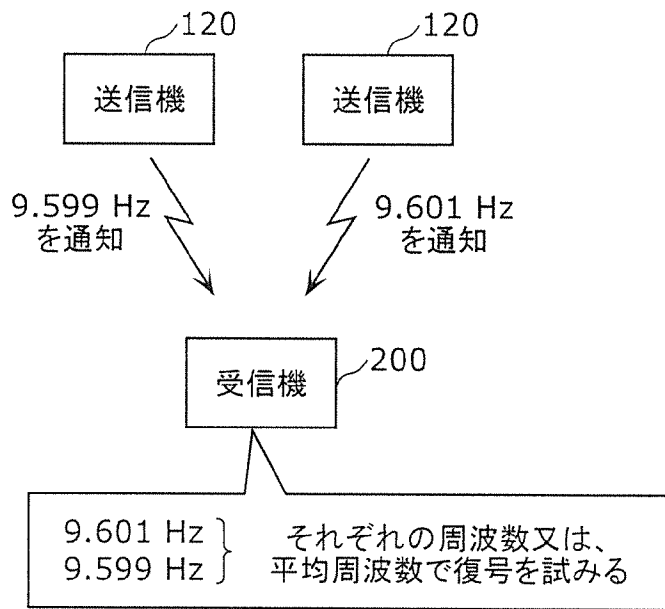 120
120
送信機
送信機
9.599 Hz
を通知
9.601 Hz
を通知
受信機
200
9.601 Hz
9.599 Hz
それぞれの周波数又は、
平均周波数で復号を試みる